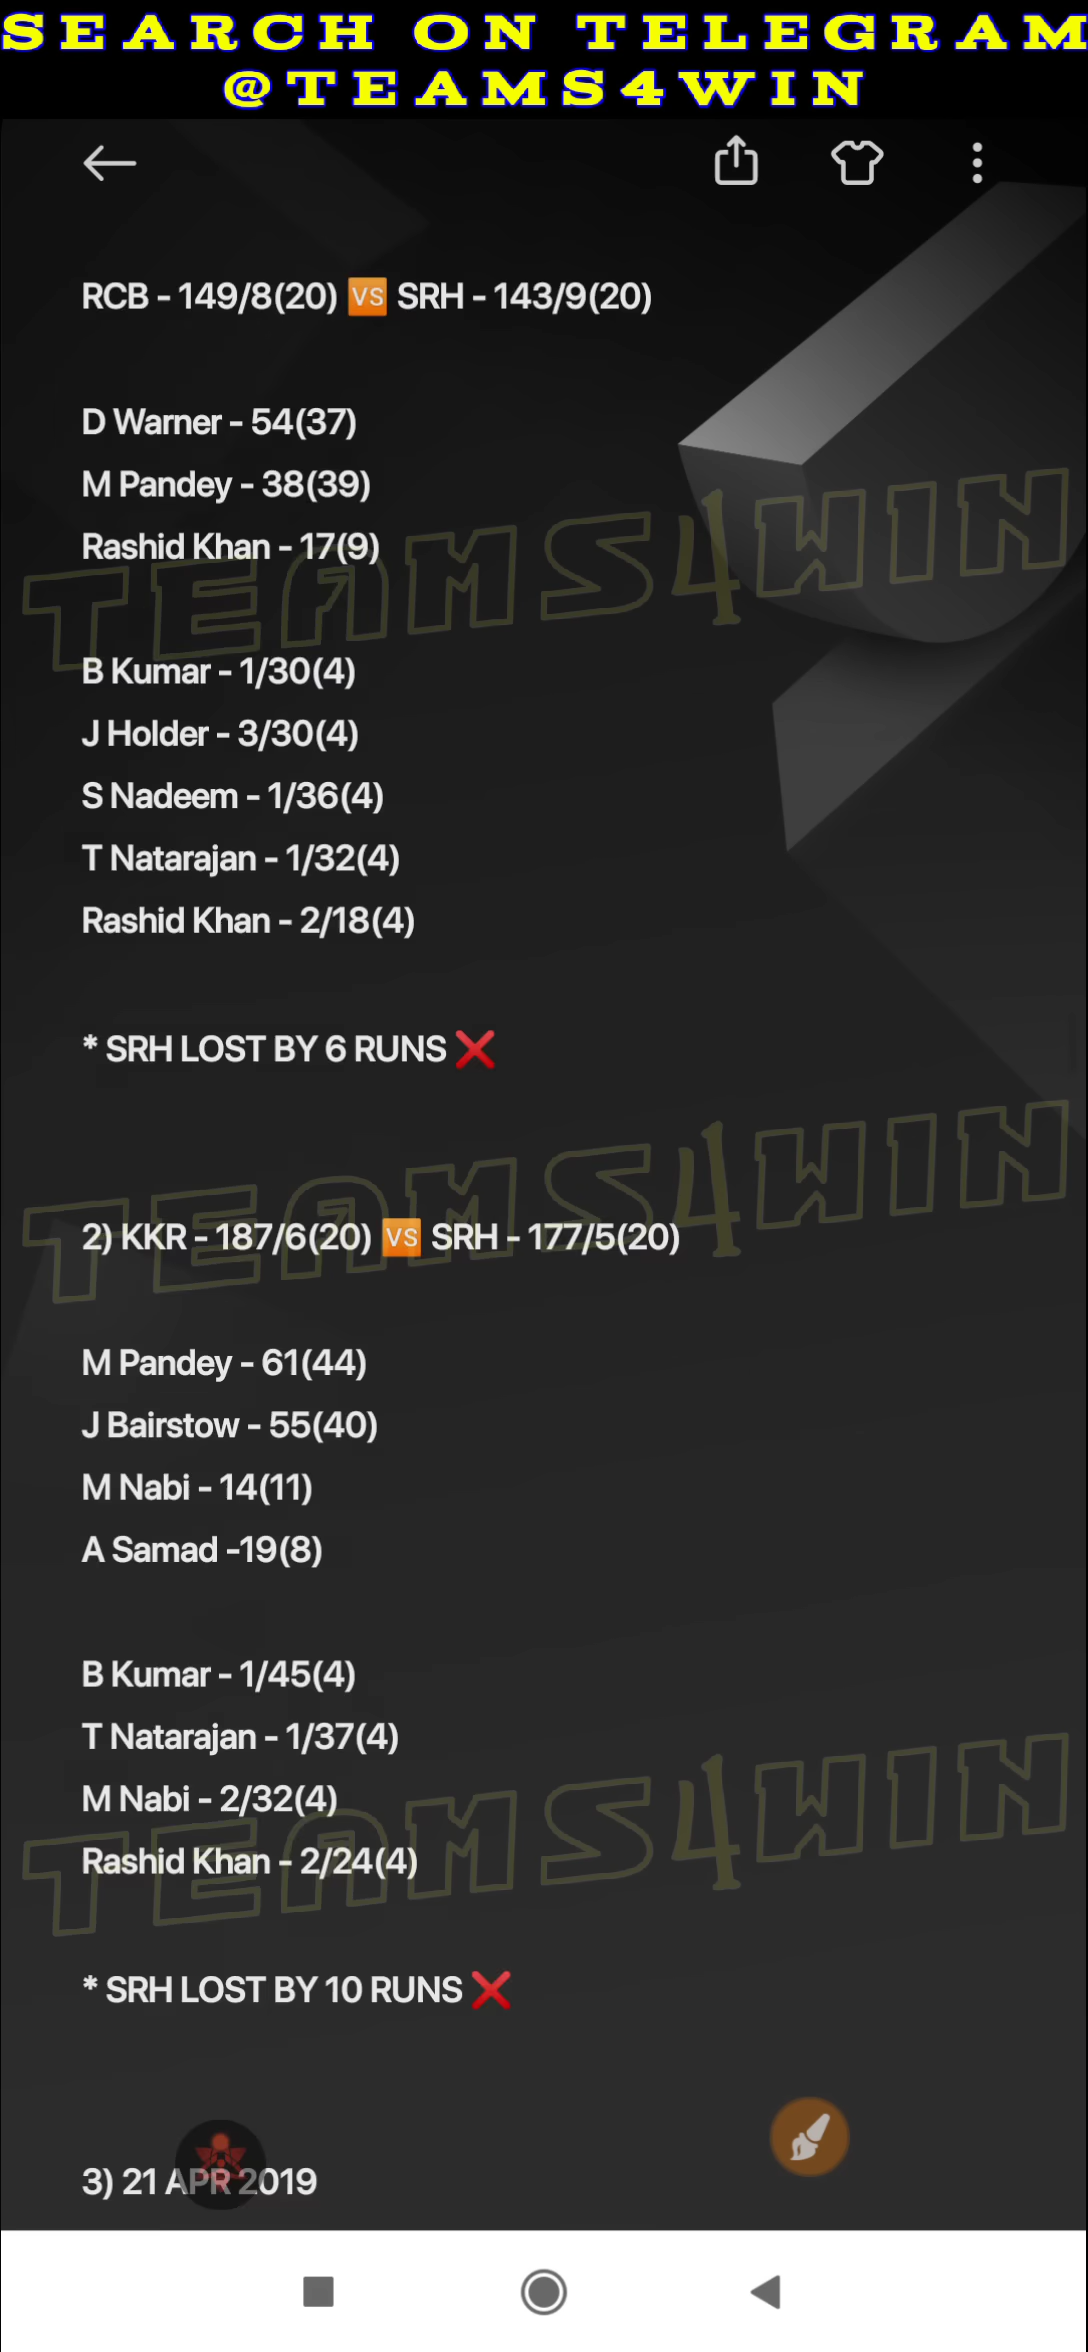 SEARCH ON TELEGRAM
@TEAMS4WIN
RCB - 149/8(20) 🆚 SRH - 143/9(20)
D Warner - 54(37)
M Pandey - 38(39)
Rashid Khan - 17(9)
TEAMS4WIN
B Kumar - 1/30(4)
J Holder - 3/30(4)
S Nadeem - 1/36(4)
T Natarajan - 1/32(4)
Rashid Khan - 2/18(4)
* SRH LOST BY 6 RUNS ❌
TEAMS4WIN
2) KKR - 187/6(20) 🆚 SRH - 177/5(20)
M Pandey - 61(44)
J Bairstow - 55(40)
M Nabi - 14(11)
A Samad -19(8)
B Kumar - 1/45(4)
T Natarajan - 1/37(4)
M Nabi - 2/32(4)
TEAMS4WIN
Rashid Khan - 2/24(4)
* SRH LOST BY 10 RUNS ❌
3) 21 APR 2019